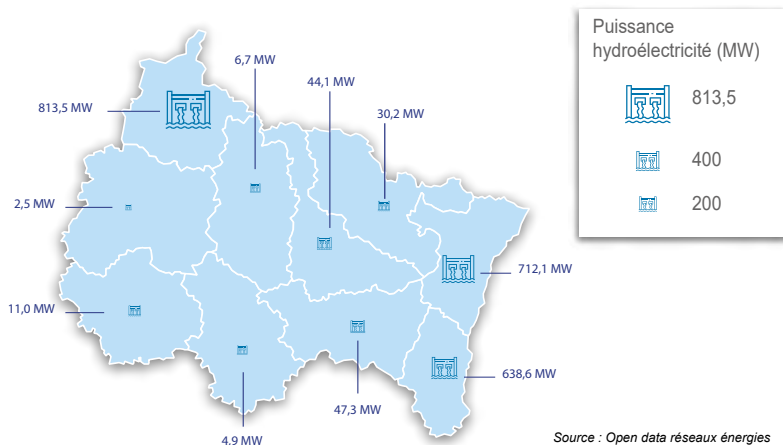 Puissance
hydroélectricité (MW)
813,5
400
200
6,7 MW
44,1 MW
813,5 MW
30,2 MW
2,5 MW
712,1 MW
11,0 MW
638,6 MW
47,3 MW
4,9 MW
Source : Open data réseaux énergies